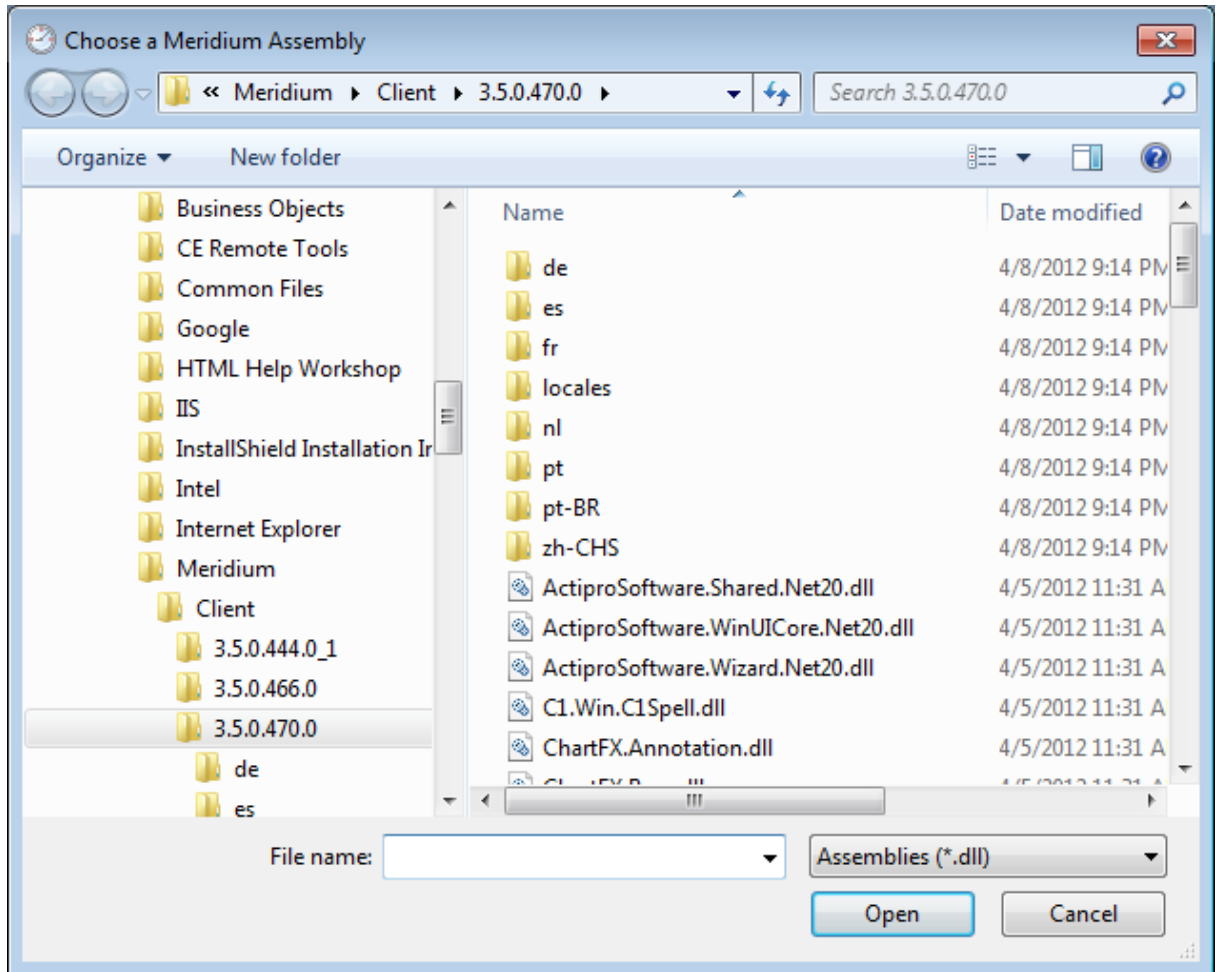 Choose a Meridium Assembly
« Meridium Client 3.5.0.470.0 Search 3.5.0.470.0
Organize New folder
Business Objects
CE Remote Tools
Common Files
Google
HTML Help Workshop
IIS
InstallShield Installation Ir
Intel
Internet Explorer
Meridium
Client
3.5.0.444.0_1
3.5.0.466.0
3.5.0.470.0
de
es
Name Date modified
de 4/8/2012 9:14 PM
es 4/8/2012 9:14 PM
fr 4/8/2012 9:14 PM
locales 4/8/2012 9:14 PM
nl 4/8/2012 9:14 PM
pt 4/8/2012 9:14 PM
pt-BR 4/8/2012 9:14 PM
zh-CHS 4/8/2012 9:14 PM
ActiproSoftware.Shared.Net20.dll 4/5/2012 11:31 A
ActiproSoftware.WinUICore.Net20.dll 4/5/2012 11:31 A
ActiproSoftware.Wizard.Net20.dll 4/5/2012 11:31 A
C1.Win.C1Spell.dll 4/5/2012 11:31 A
ChartFX.Annotation.dll 4/5/2012 11:31 A
File name: Assemblies (*.dll)
Open Cancel